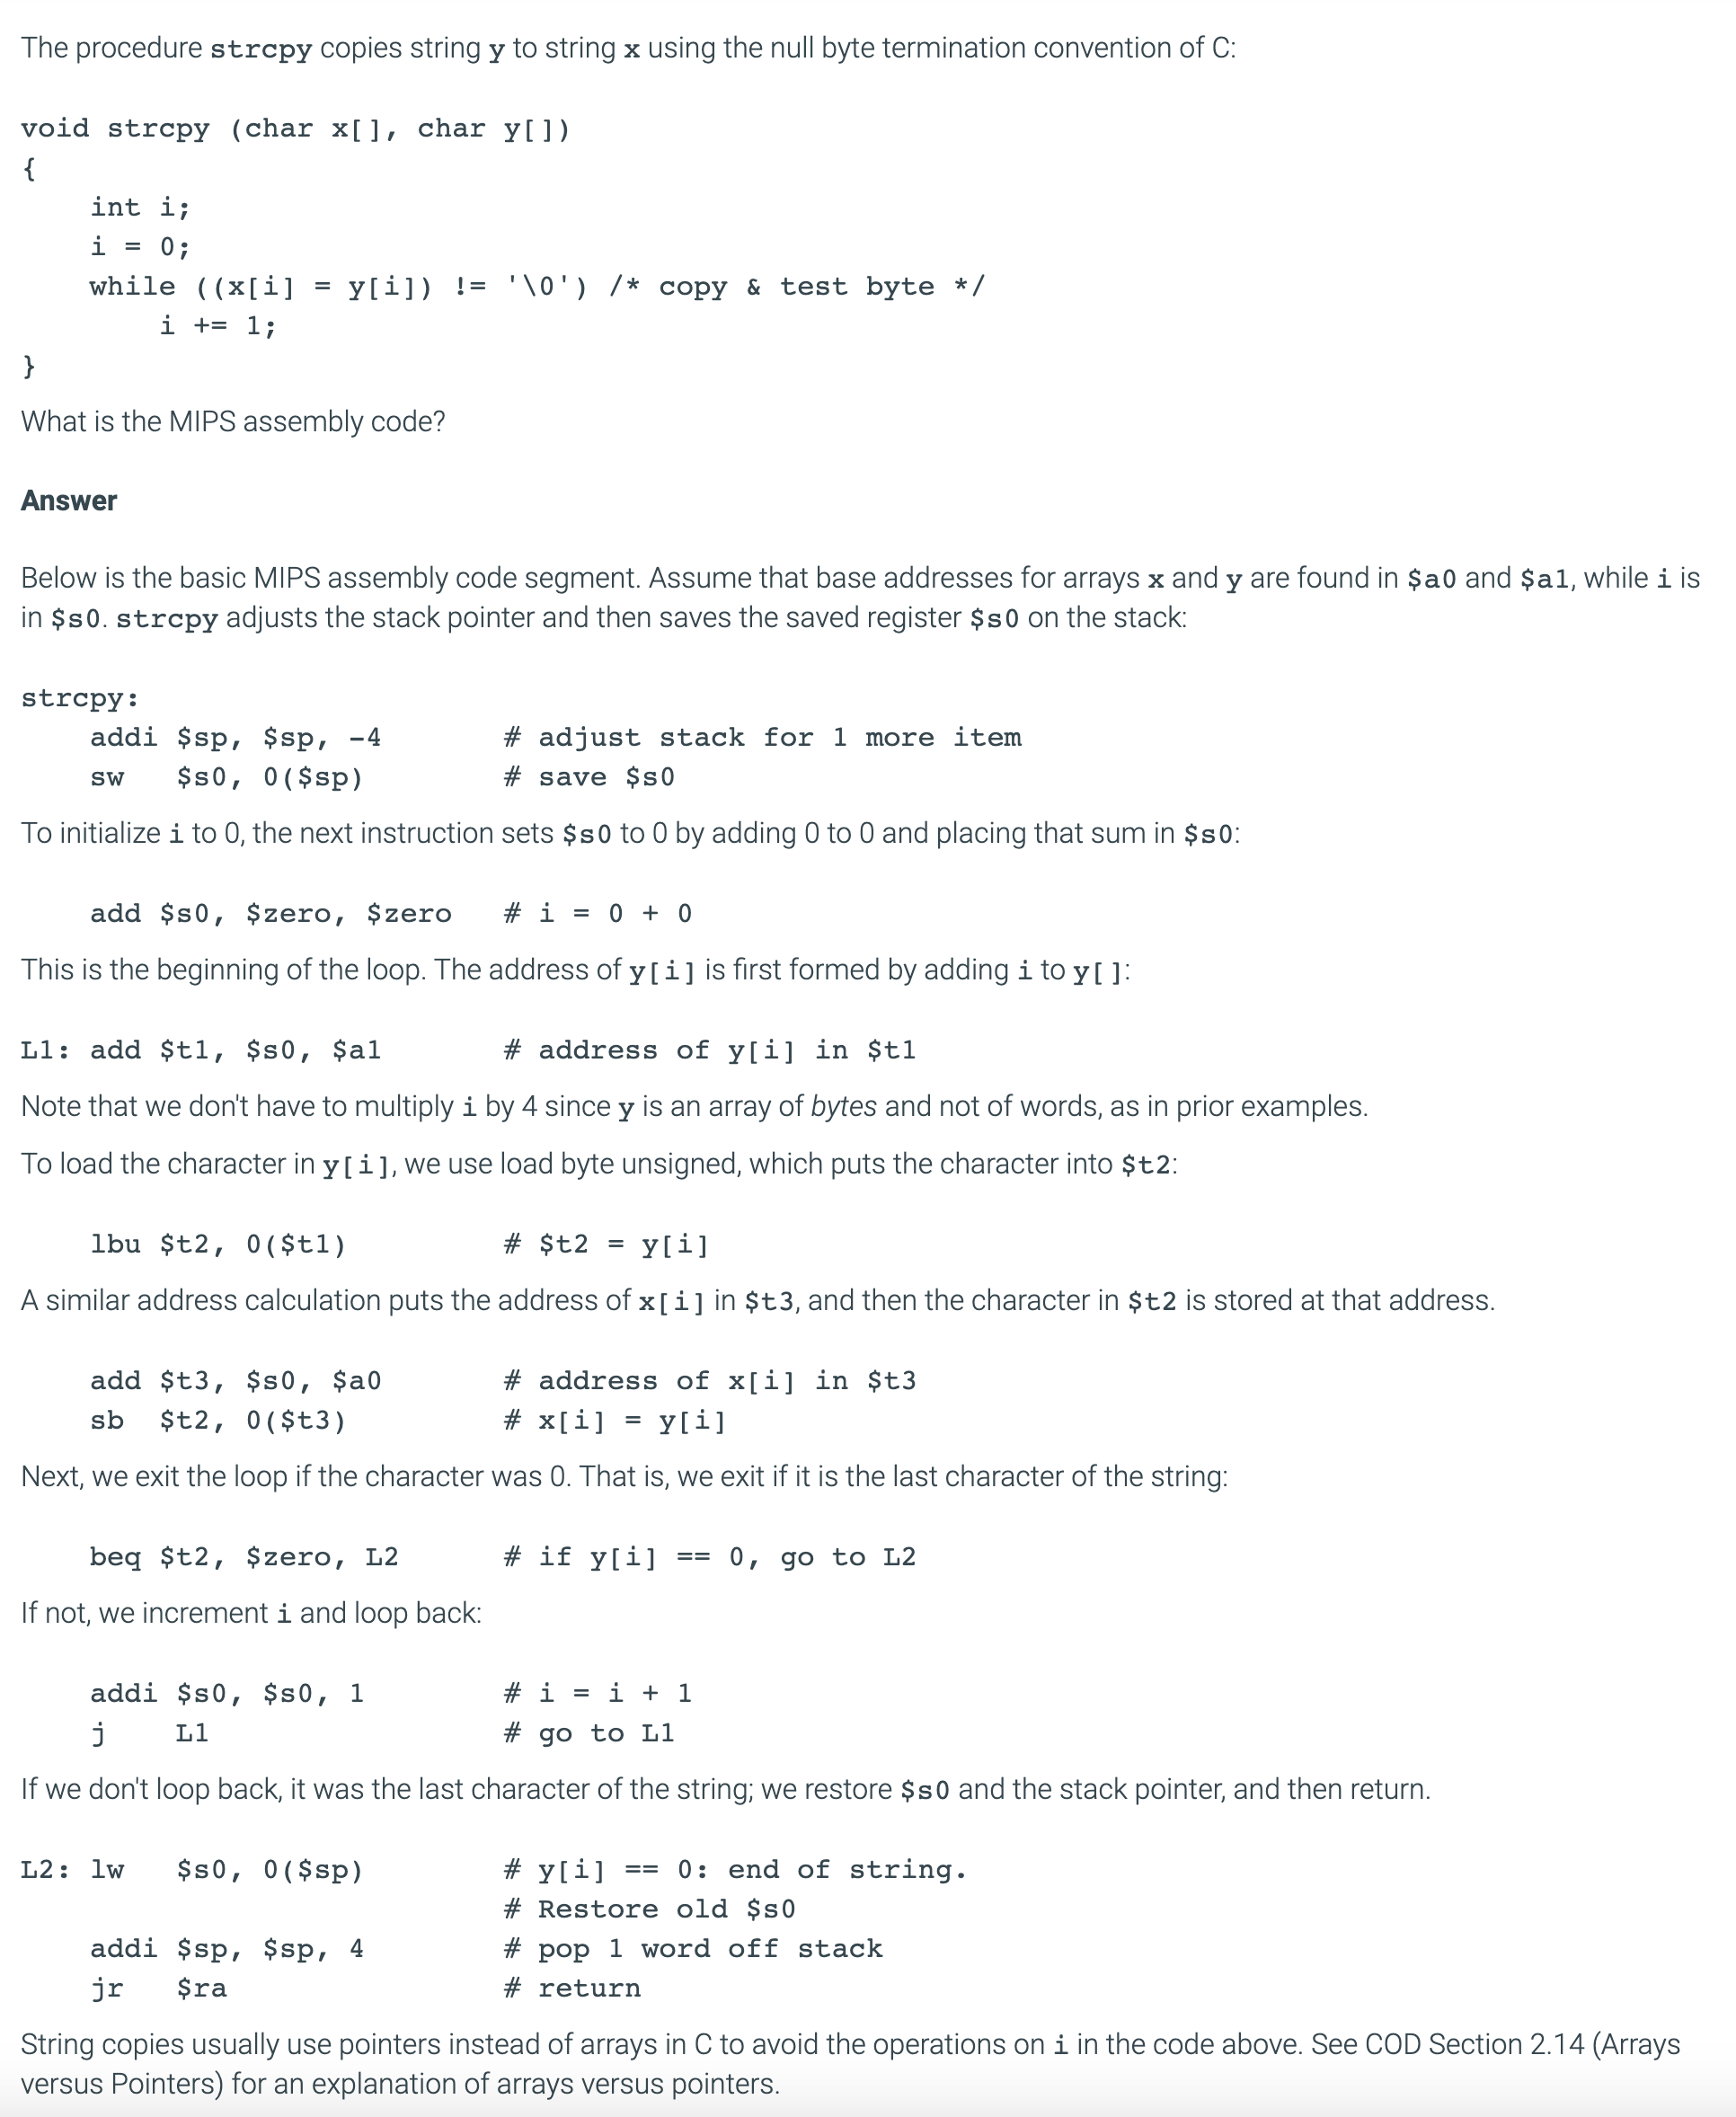 The procedure strcpy copies string y to string x using the null byte termination convention of C:
void strcpy (char x[], char y[])
{
    int i;
    i = 0;
    while ((x[i] = y[i]) != '\0') /* copy & test byte */
        i += 1;
}
What is the MIPS assembly code?
Answer
Below is the basic MIPS assembly code segment. Assume that base addresses for arrays x and y are found in $a0 and $a1, while i is
in $s0. strcpy adjusts the stack pointer and then saves the saved register $s0 on the stack:
strcpy:
    addi $sp, $sp, -4       # adjust stack for 1 more item
    sw   $s0, 0($sp)        # save $s0
To initialize i to 0, the next instruction sets $s0 to 0 by adding 0 to 0 and placing that sum in $s0:
    add $s0, $zero, $zero   # i = 0 + 0
This is the beginning of the loop. The address of y[i] is first formed by adding i to y[]:
L1: add $t1, $s0, $a1       # address of y[i] in $t1
Note that we don't have to multiply i by 4 since y is an array of bytes and not of words, as in prior examples.
To load the character in y[i], we use load byte unsigned, which puts the character into $t2:
    lbu $t2, 0($t1)         # $t2 = y[i]
A similar address calculation puts the address of x[i] in $t3, and then the character in $t2 is stored at that address.
    add $t3, $s0, $a0       # address of x[i] in $t3
    sb  $t2, 0($t3)         # x[i] = y[i]
Next, we exit the loop if the character was 0. That is, we exit if it is the last character of the string:
    beq $t2, $zero, L2      # if y[i] == 0, go to L2
If not, we increment i and loop back:
    addi $s0, $s0, 1        # i = i + 1
    j    L1                 # go to L1
If we don't loop back, it was the last character of the string; we restore $s0 and the stack pointer, and then return.
L2: lw   $s0, 0($sp)        # y[i] == 0: end of string.
                            # Restore old $s0
    addi $sp, $sp, 4        # pop 1 word off stack
    jr   $ra                # return
String copies usually use pointers instead of arrays in C to avoid the operations on i in the code above. See COD Section 2.14 (Arrays
versus Pointers) for an explanation of arrays versus pointers.